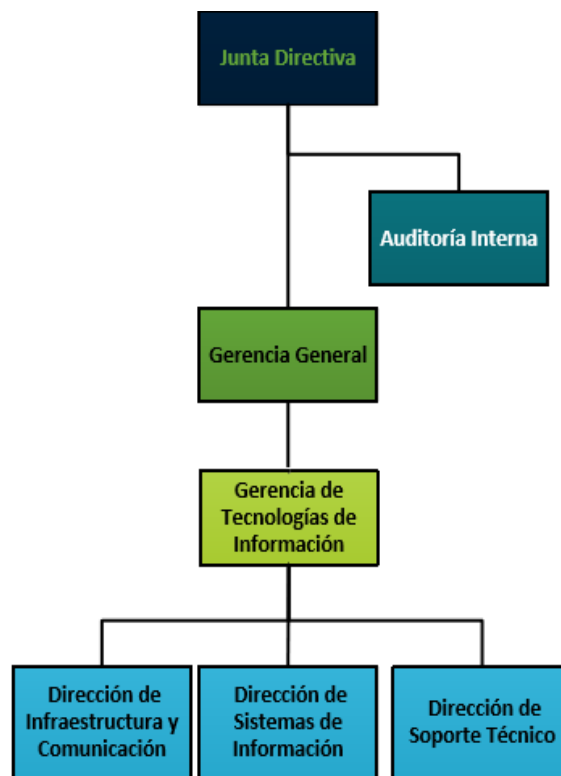 Junta Directiva
Auditoría Interna
Gerencia General
Gerencia de
Tecnologías de
Información
Dirección de
Infraestructura y
Comunicación
Dirección de
Sistemas de
Información
Dirección de
Soporte Técnico